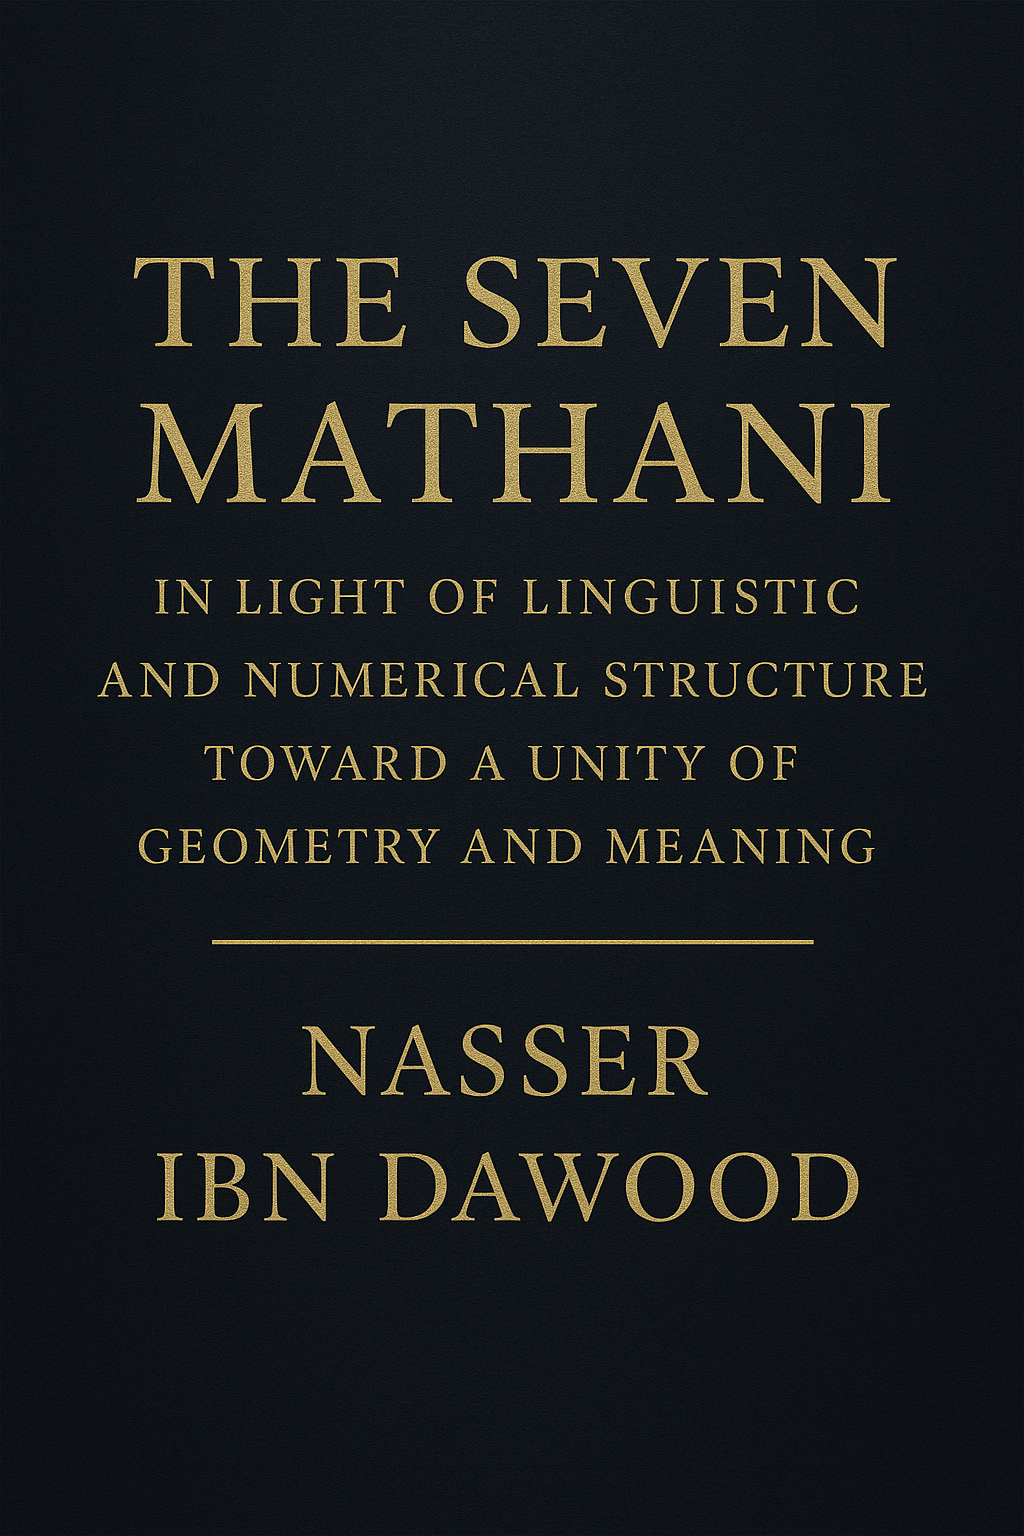 THE SEVEN
MATHANI
IN LIGHT OF LINGUISTIC
AND NUMERICAL STRUCTURE
TOWARD A UNITY OF
GEOMETRY AND MEANING
NASSER
IBN DAWOOD